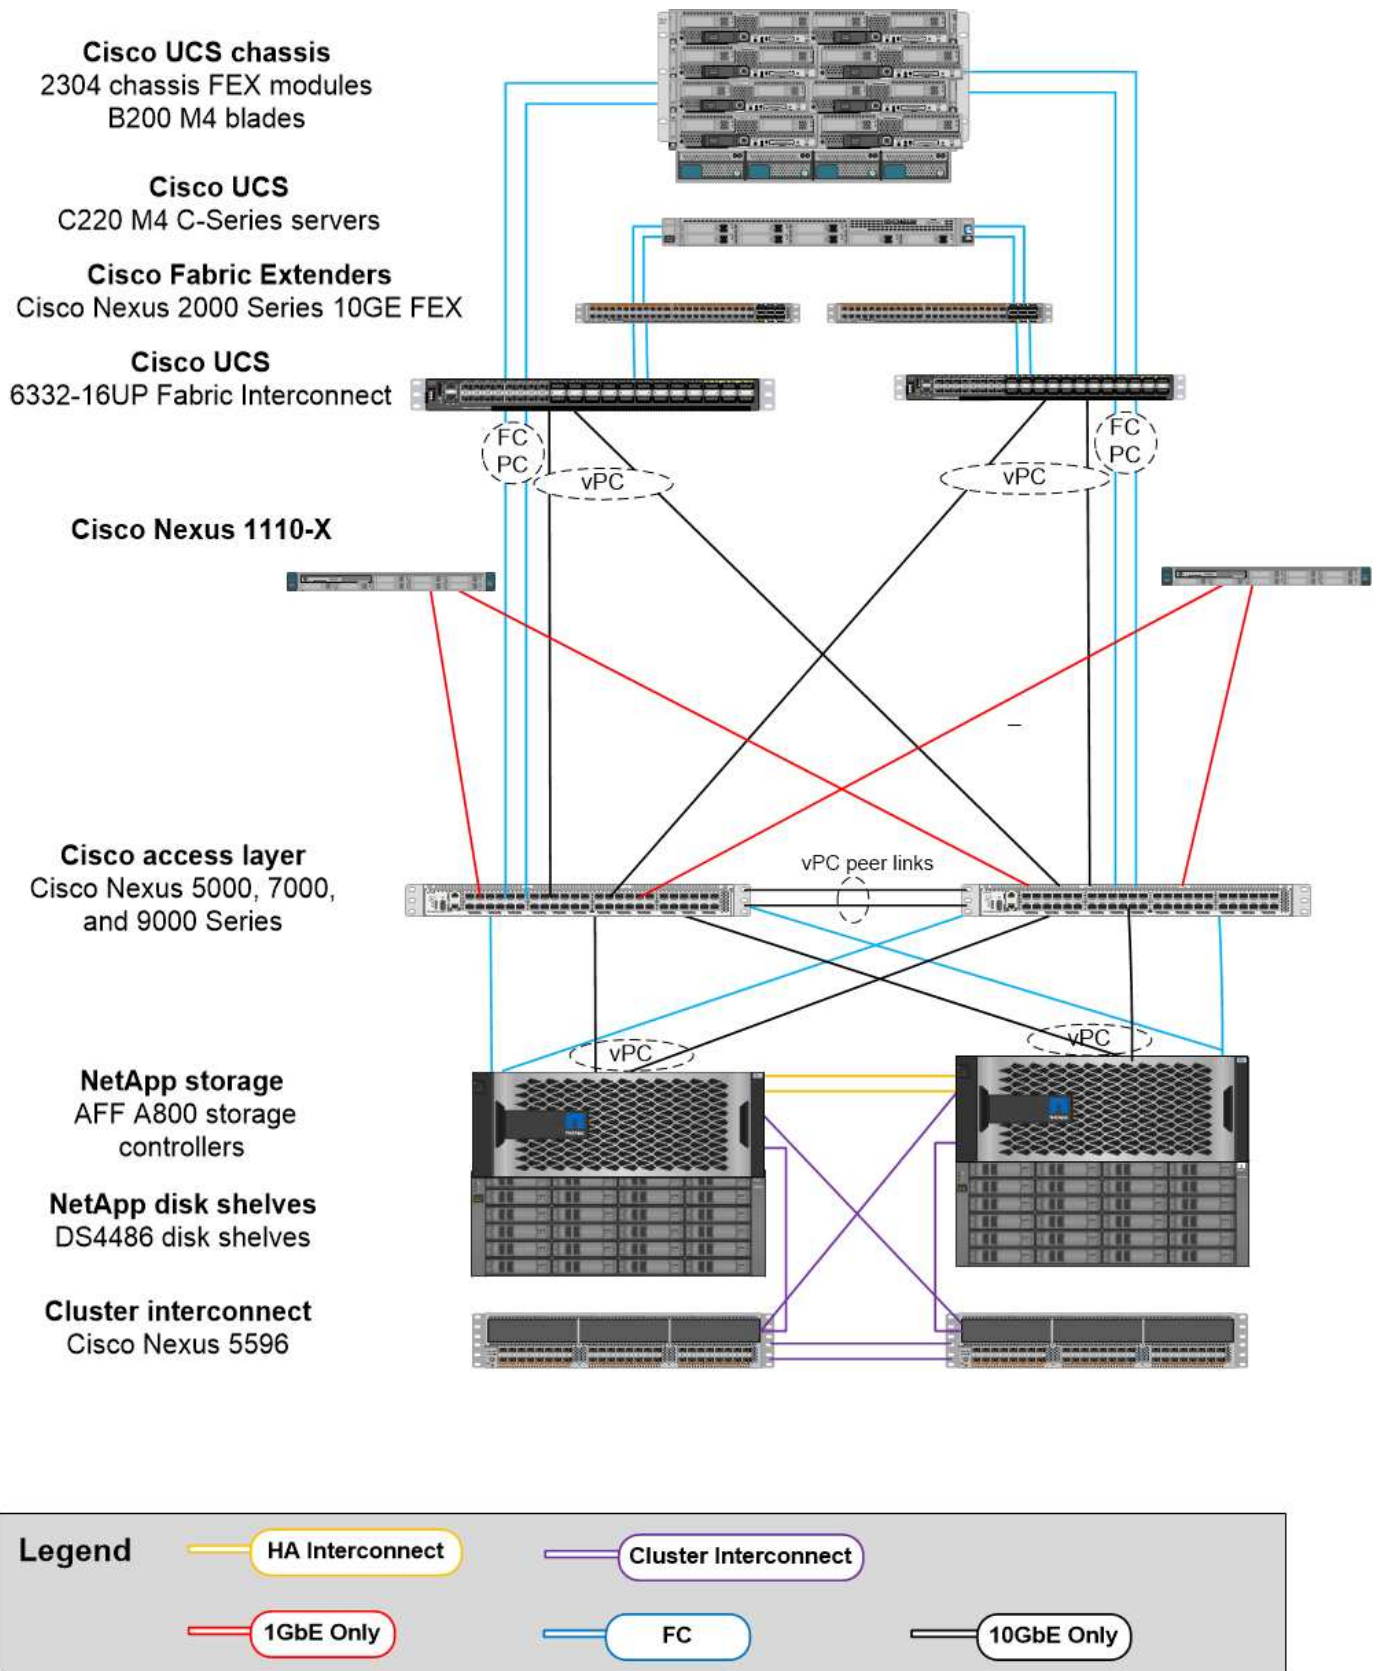 Cisco UCS chassis
2304 chassis FEX modules
B200 M4 blades
Cisco UCS
C220 M4 C-Series servers
Cisco Fabric Extenders
Cisco Nexus 2000 Series 10GE FEX
Cisco UCS
6332-16UP Fabric Interconnect
FC
PC
vPC
vPC
FC
PC
Cisco Nexus 1110-X
Cisco access layer
Cisco Nexus 5000, 7000,
and 9000 Series
vPC peer links
vPC
vPC
NetApp storage
AFF A800 storage
controllers
NetApp disk shelves
DS4486 disk shelves
Cluster interconnect
Cisco Nexus 5596
Legend
HA Interconnect
Cluster Interconnect
1GbE Only
FC
10GbE Only